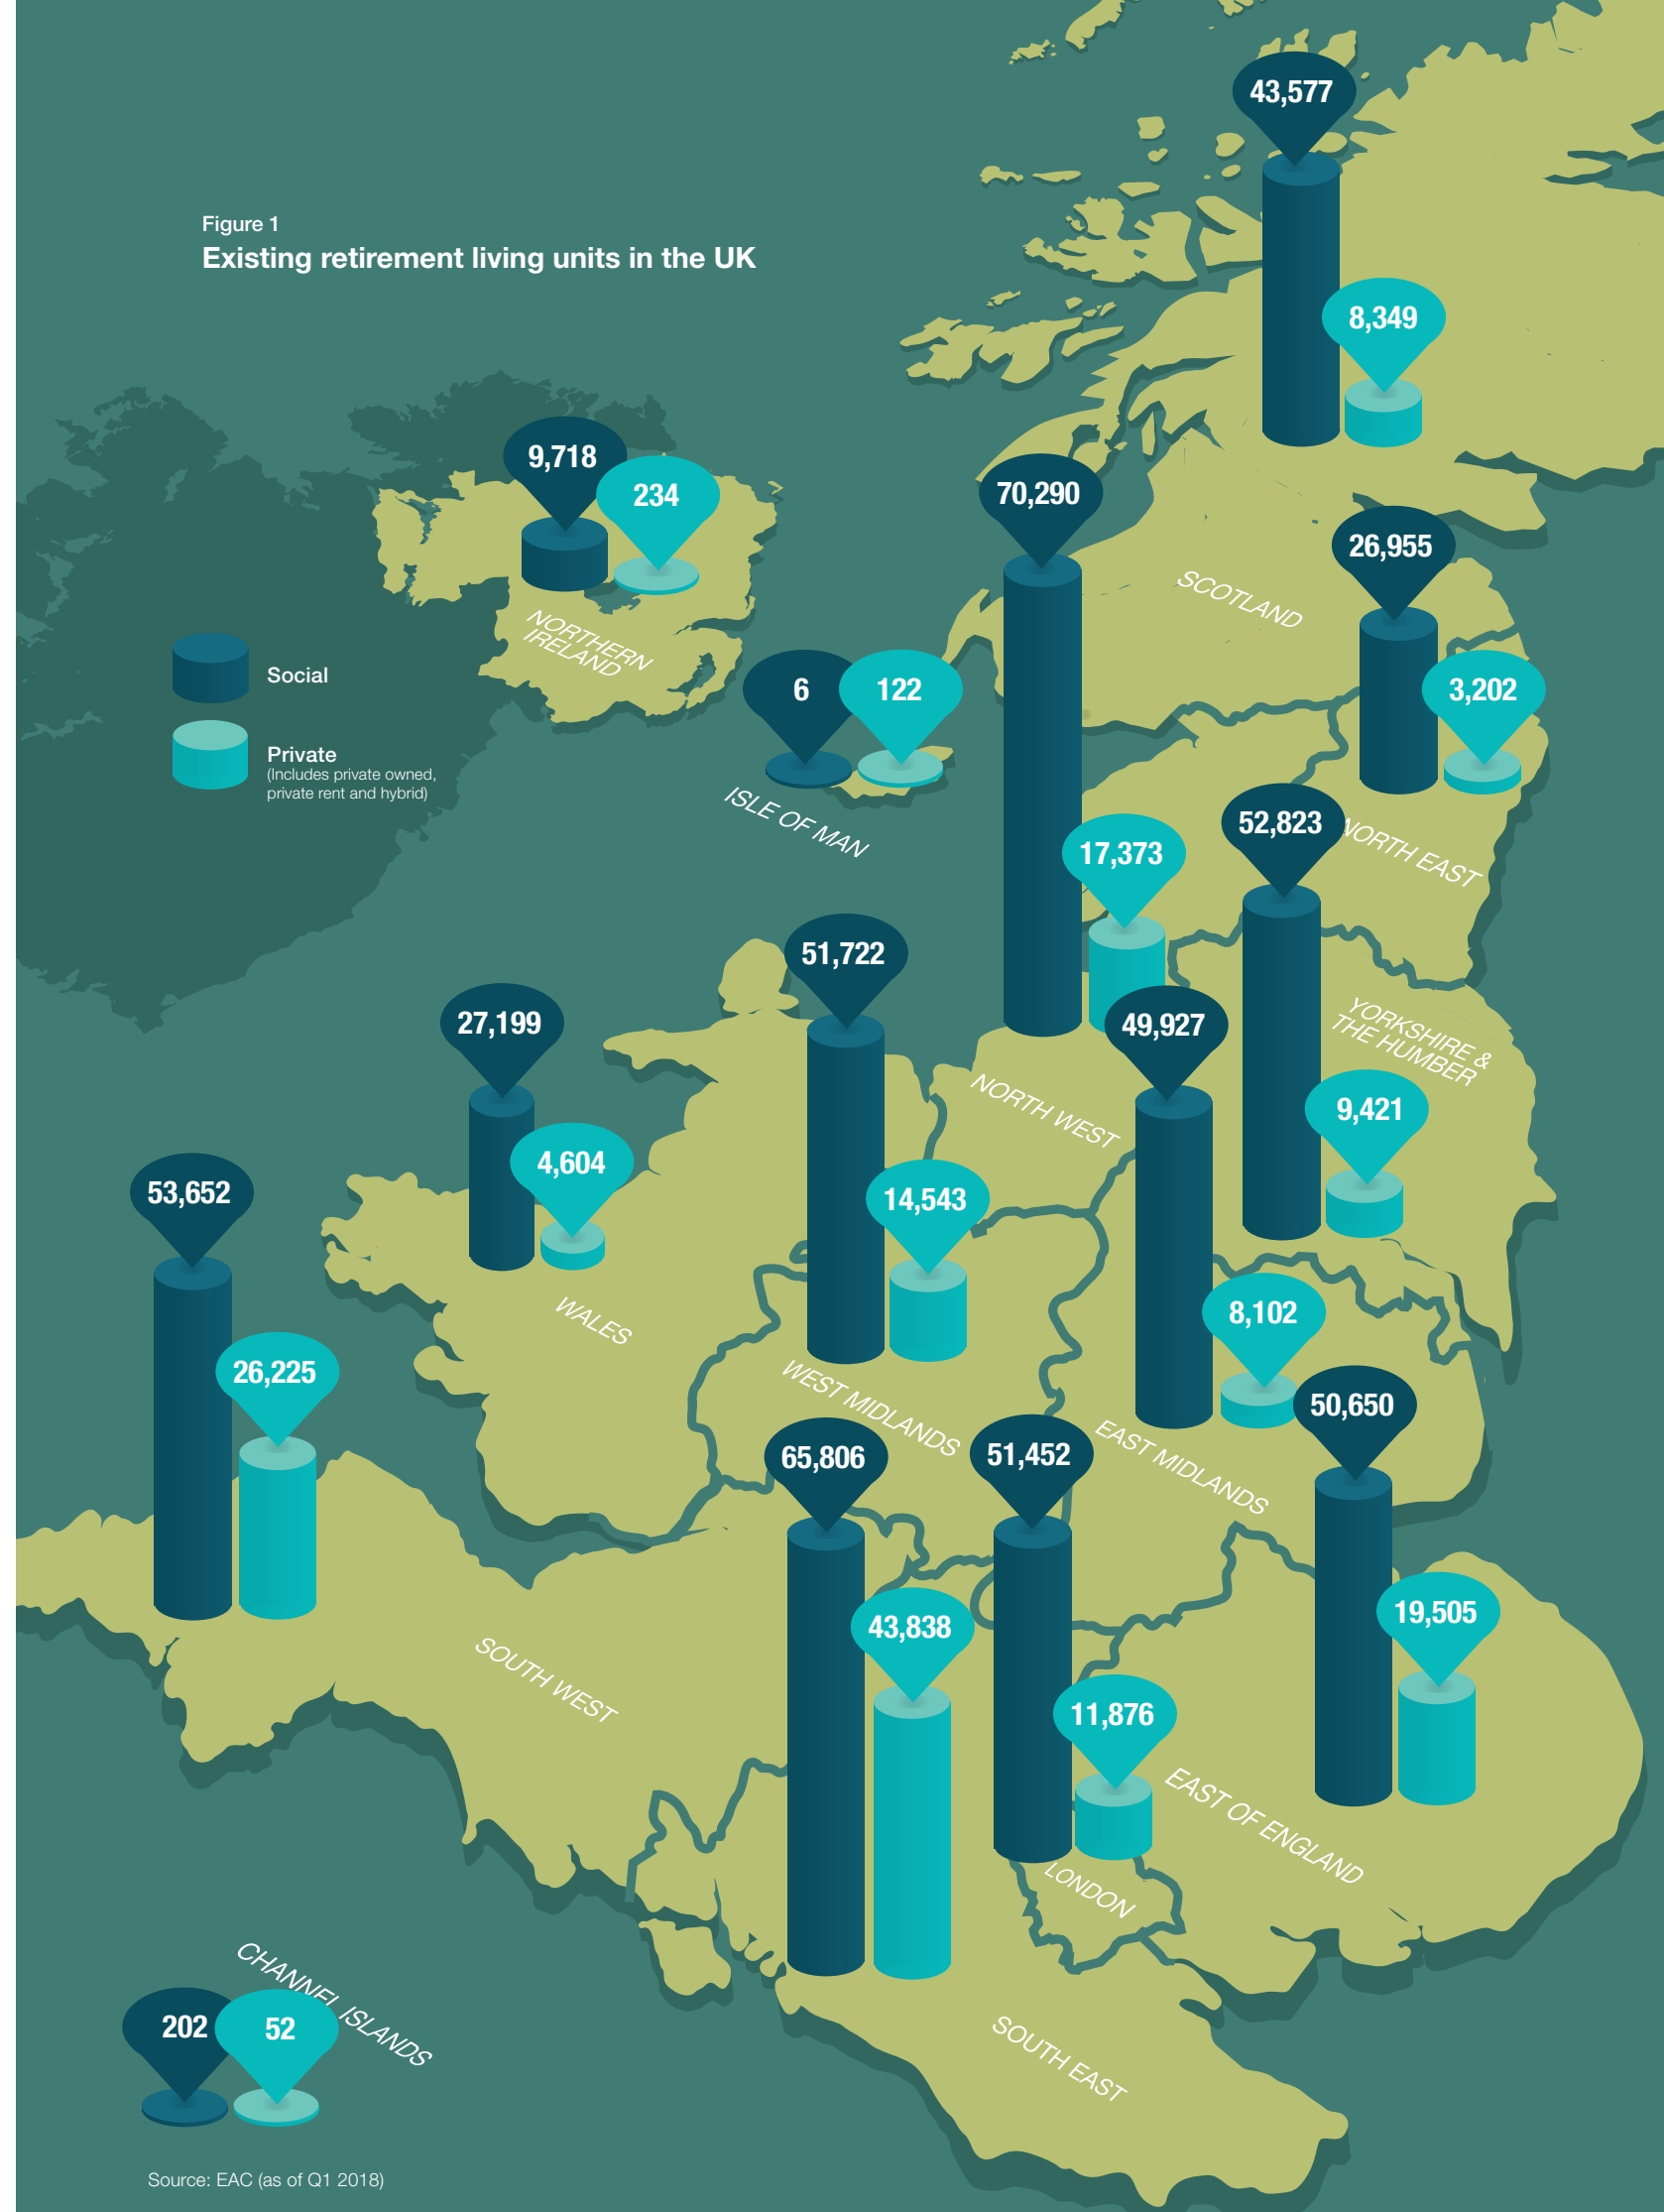 43,577
Figure 1
Existing retirement living units in the UK
8,349
9,718
234
70,290
26,955
SCOTLAND
NORTHERN
IRELAND
Social
6
122
3,202
Private
(Includes private owned,
private rent and hybrid)
ISLE OF MAN
52,823
NORTH EAST
17,373
51,722
27,199
49,927
YORKSHIRE &
THE HUMBER
NORTH WEST
9,421
4,604
53,652
14,543
WALES
8,102
26,225
WEST MIDLANDS
50,650
EAST MIDLANDS
65,806
51,452
43,838
19,505
SOUTH WEST
11,876
EAST OF ENGLAND
LONDON
CHANNEL ISLANDS
202
52
SOUTH EAST
Source: EAC (as of Q1 2018)